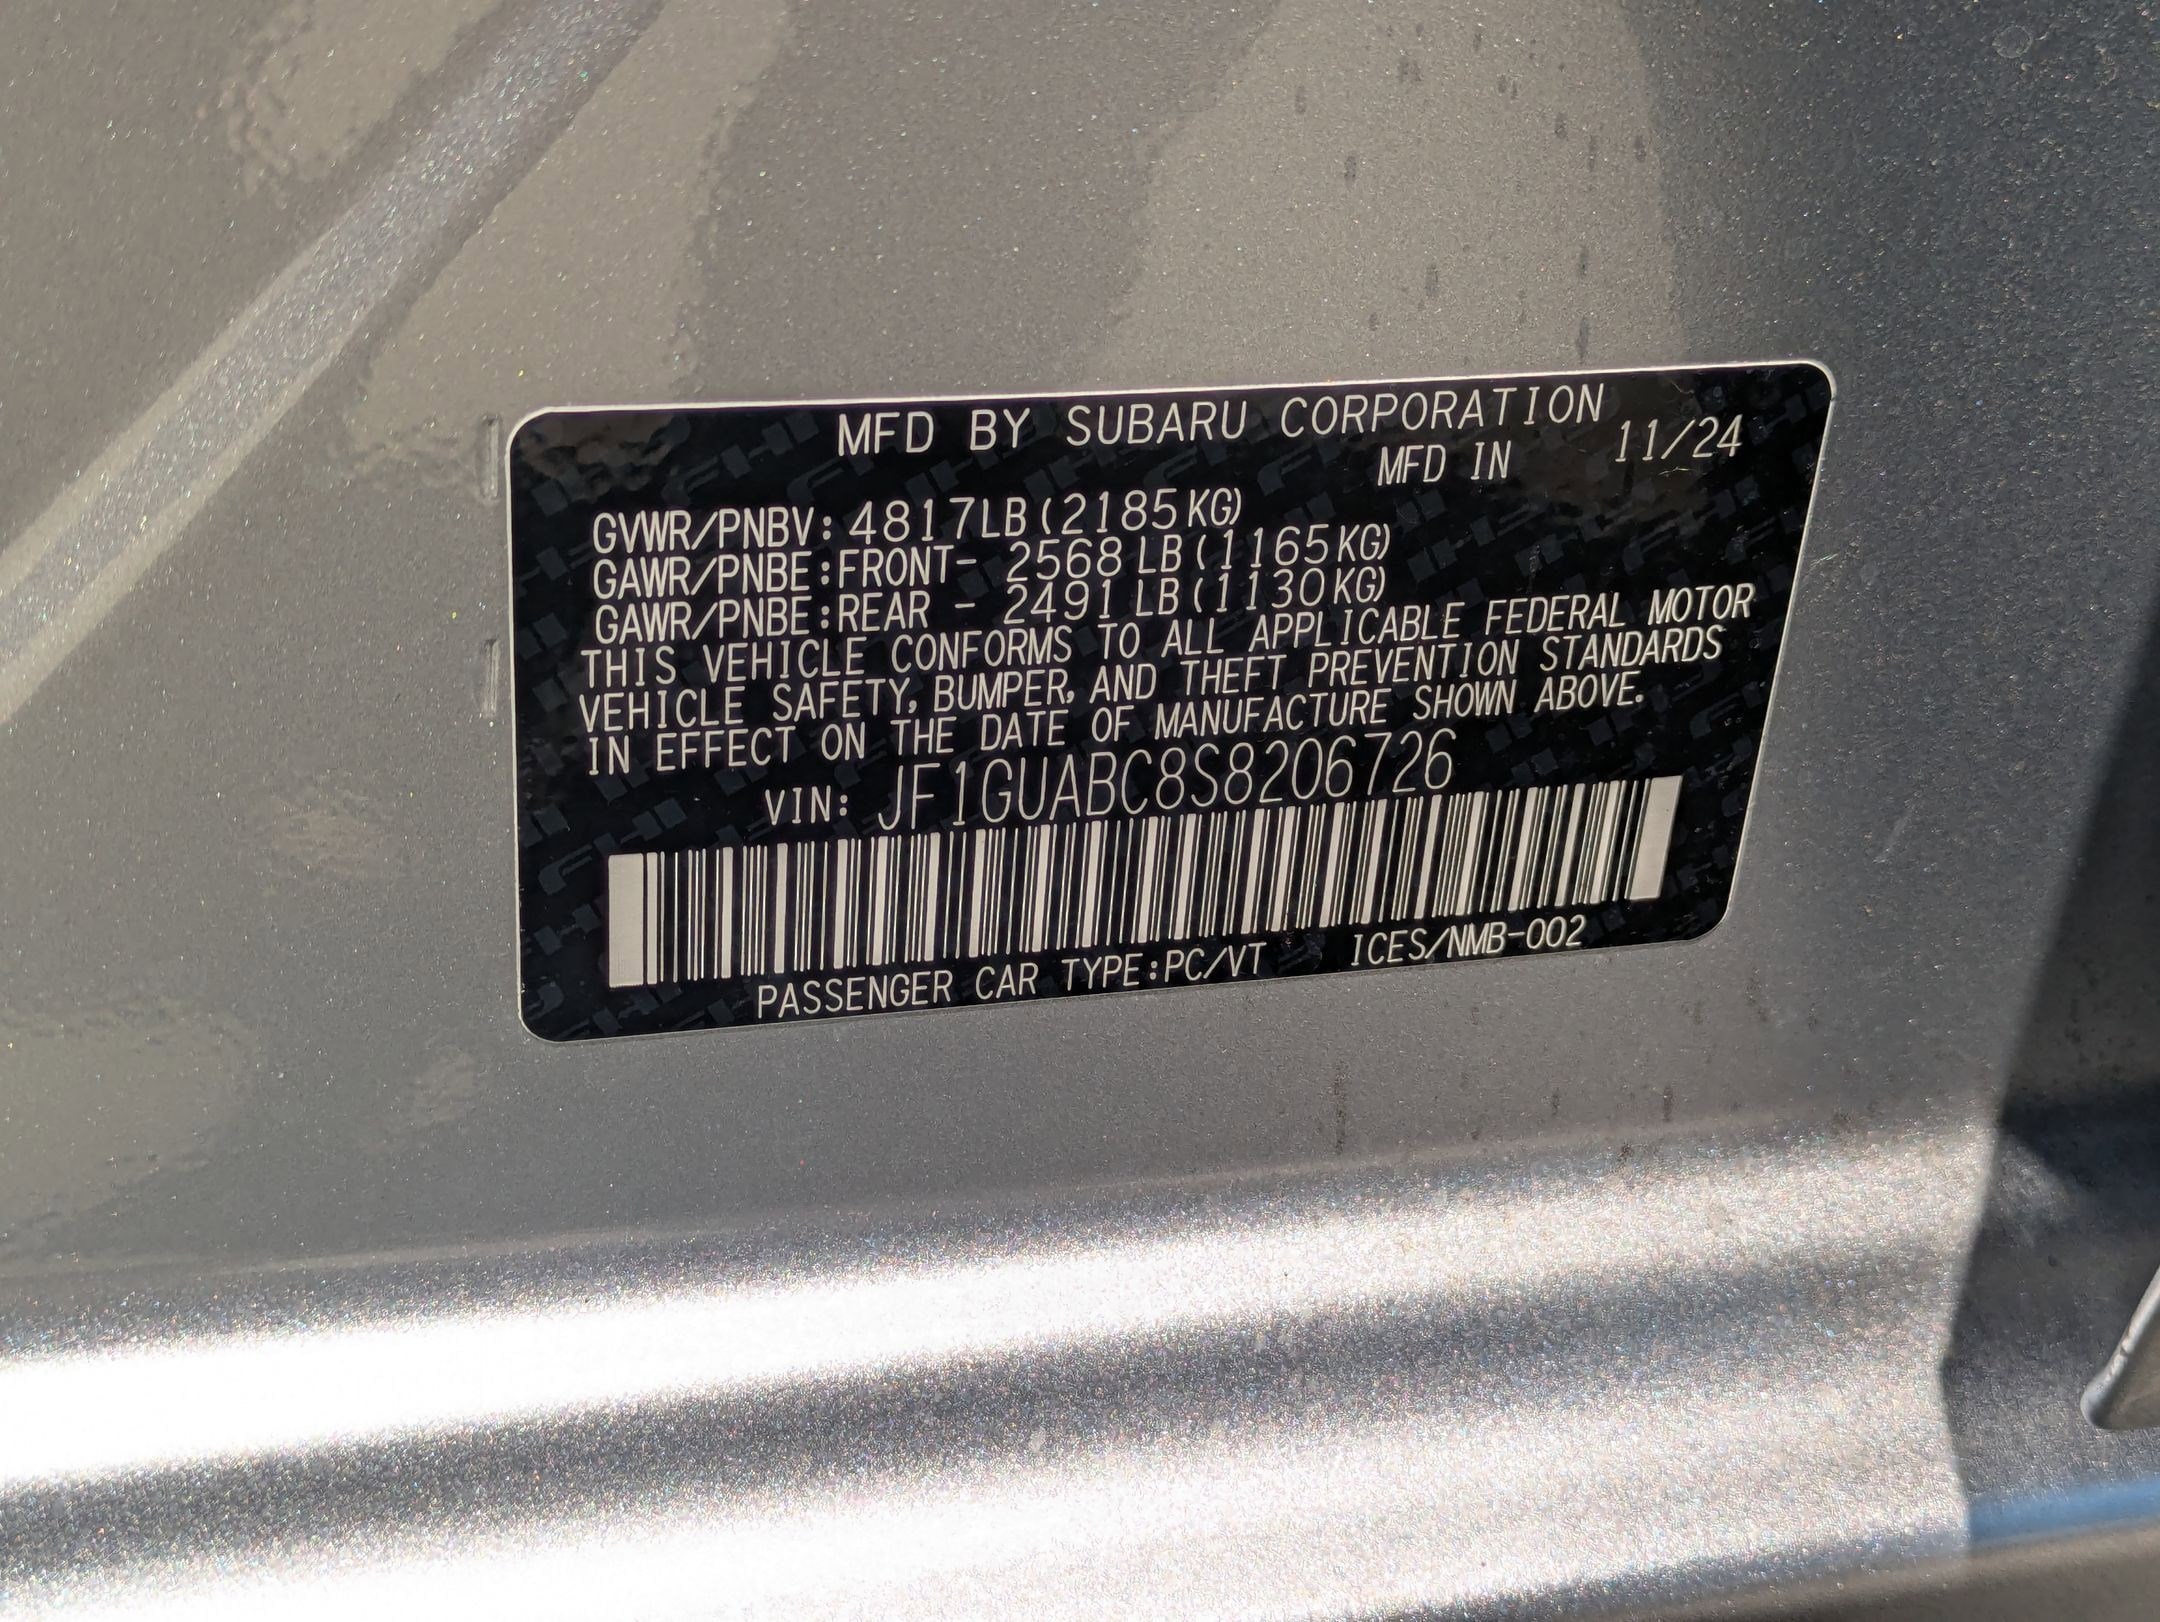 MFD BY SUBARU CORPORATION
MFD IN 11/24
GVWR/PNBV: 4817LB(2185KG)
GAWR/PNBE:FRONT- 2568LB(1165KG)
GAWR/PNBE:REAR - 2491LB(1130KG)
THIS VEHICLE CONFORMS TO ALL APPLICABLE FEDERAL MOTOR
VEHICLE SAFETY, BUMPER, AND THEFT PREVENTION STANDARDS
IN EFFECT ON THE DATE OF MANUFACTURE SHOWN ABOVE.
VIN: JF1GUABC8S8206726
PASSENGER CAR TYPE:PC/VT ICES/NMB-002